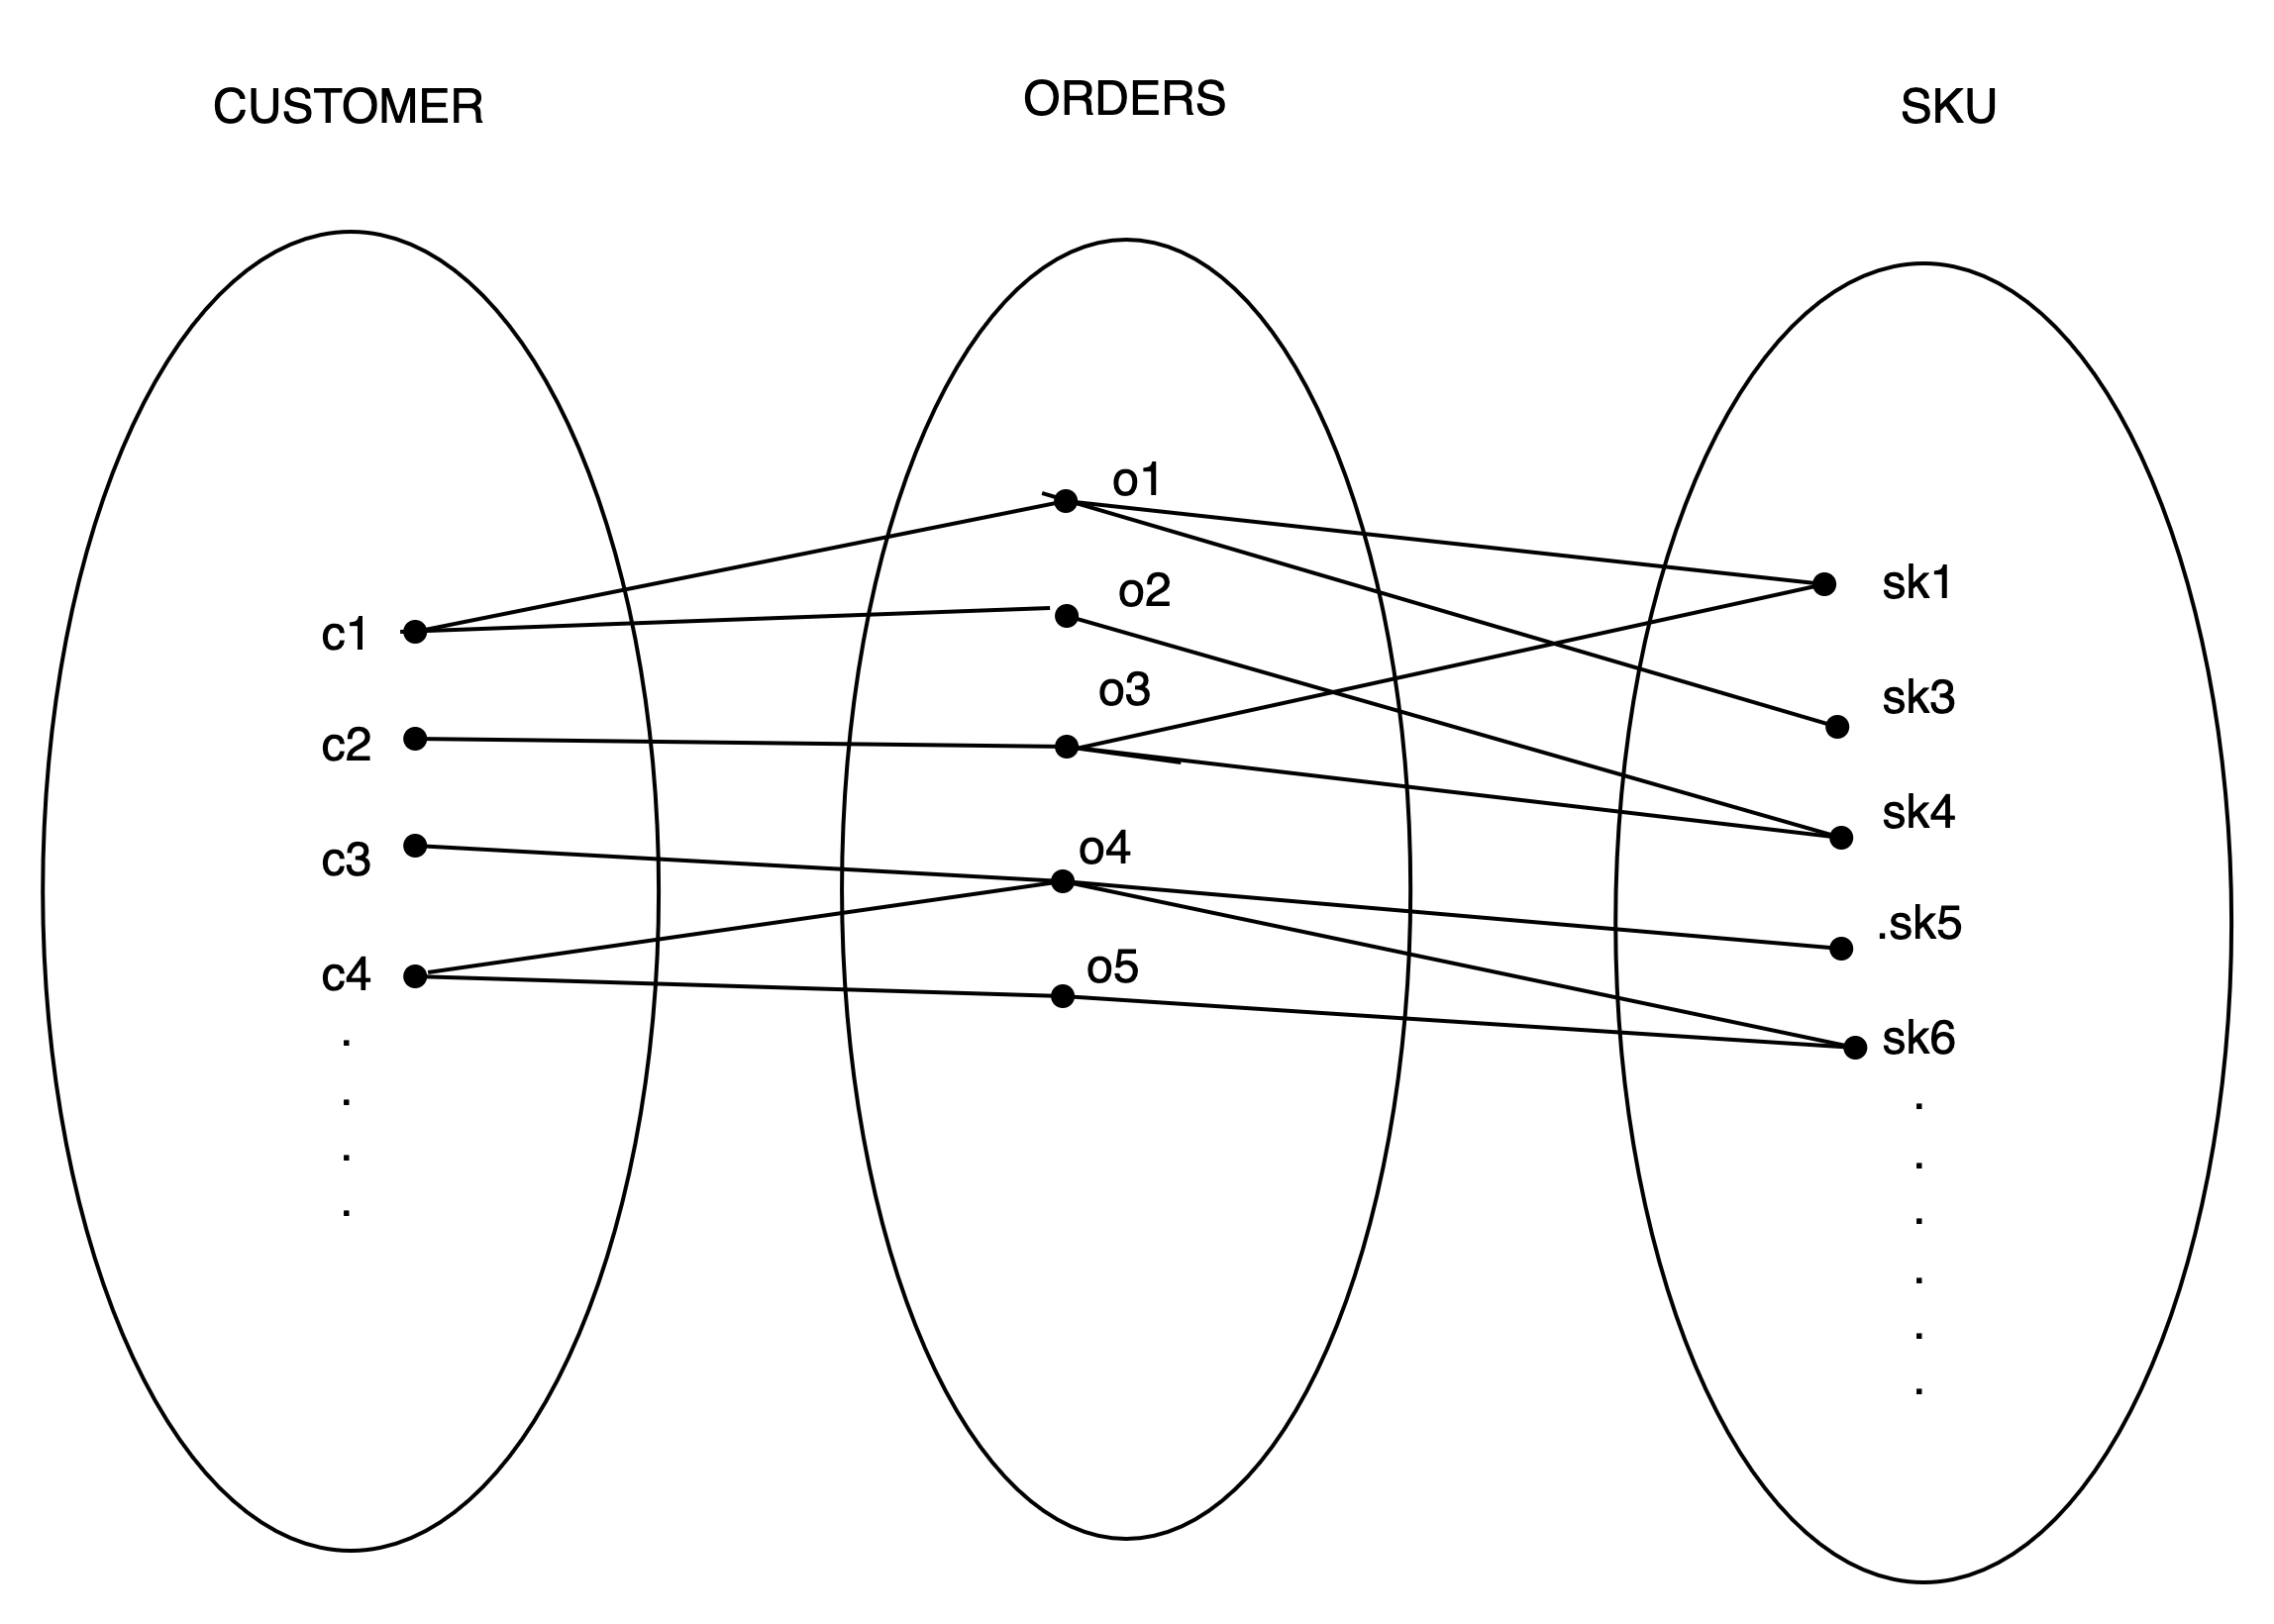 CUSTOMER
ORDERS
SKU
c1
c2
c3
c4
.
.
.
.
o1
o2
o3
o4
o5
sk1
sk3
sk4
.sk5
sk6
.
.
.
.
.
.